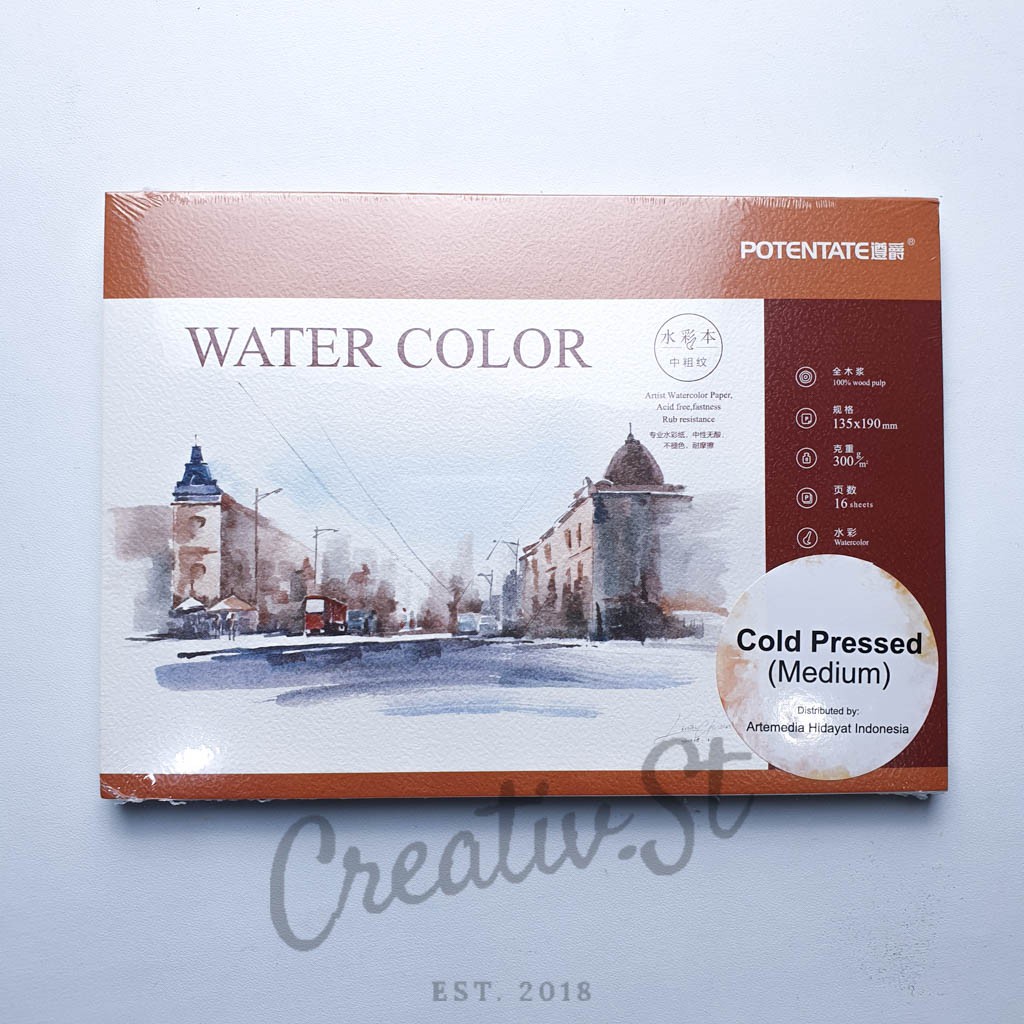 POTENTATE遵爵®
WATER COLOR
水彩本
中粗纹
Artist Watercolor Paper,
Acid free,fastness
Rub resistance
专业水彩纸、中性无酸、
不褪色、耐摩擦
全木浆
100% wood pulp
规格
135x190mm
克重
300g/m²
页数
16 sheets
水彩
Watercolor
Cold Pressed
(Medium)
Distributed by:
Artemedia Hidayat Indonesia
Creativ.St
EST. 2018